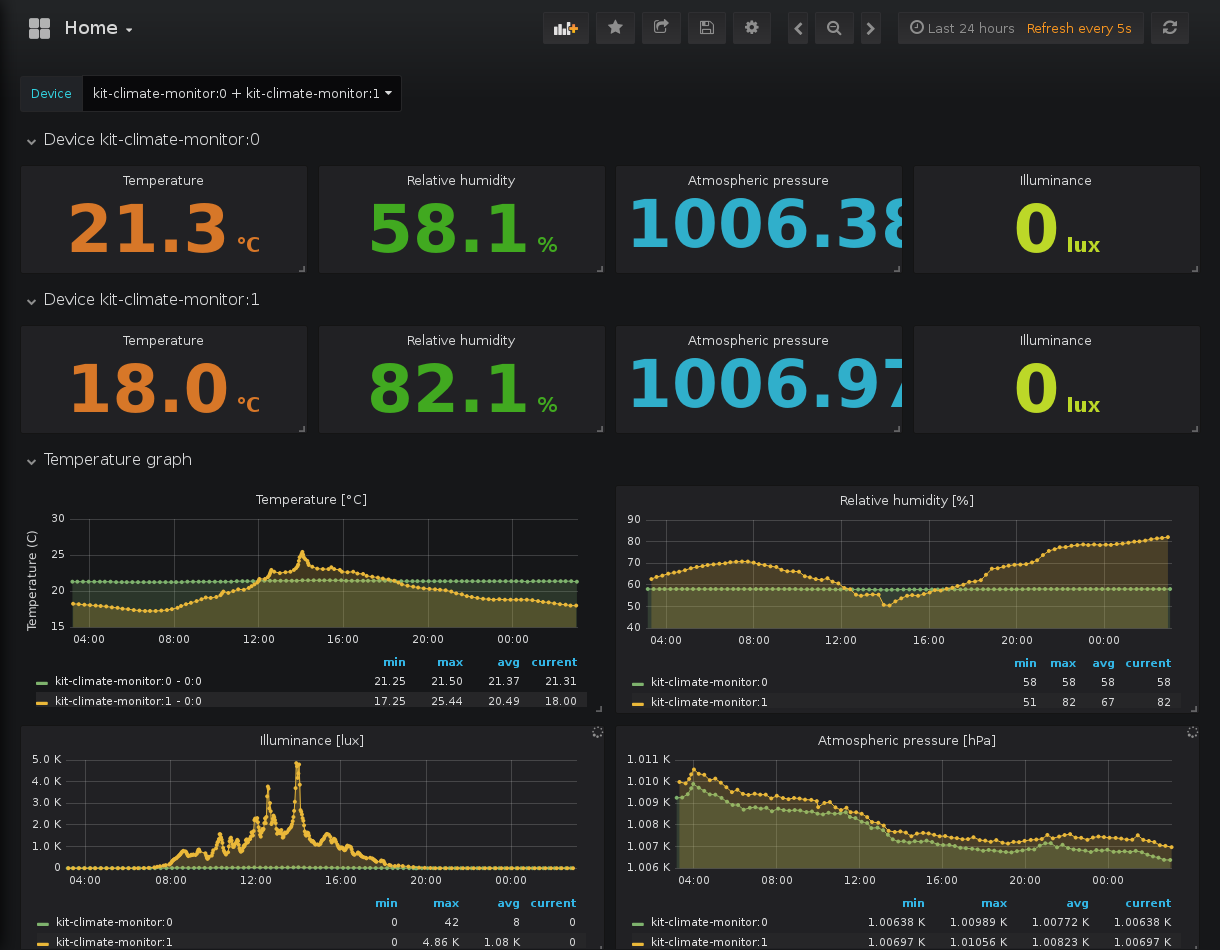 Home
Last 24 hours Refresh every 5s
Device kit-climate-monitor:0 + kit-climate-monitor:1
Device kit-climate-monitor:0
Temperature Relative humidity Atmospheric pressure Illuminance
21.3 °C 58.1 % 1006.38 0 lux
Device kit-climate-monitor:1
Temperature Relative humidity Atmospheric pressure Illuminance
18.0 °C 82.1 % 1006.97 0 lux
Temperature graph
Temperature [°C]
Temperature (C)
30
25
20
15
04:00 08:00 12:00 16:00 20:00 00:00
min max avg current
kit-climate-monitor:0 - 0:0 21.25 21.50 21.37 21.31
kit-climate-monitor:1 - 0:0 17.25 25.44 20.49 18.00
Relative humidity [%]
90
80
70
60
50
40
04:00 08:00 12:00 16:00 20:00 00:00
min max avg current
kit-climate-monitor:0 58 58 58 58
kit-climate-monitor:1 51 82 67 82
Illuminance [lux]
5.0 K
4.0 K
3.0 K
2.0 K
1.0 K
0
04:00 08:00 12:00 16:00 20:00 00:00
min max avg current
kit-climate-monitor:0 0 42 8 0
kit-climate-monitor:1 0 4.86 K 1.08 K 0
Atmospheric pressure [hPa]
1.011 K
1.010 K
1.009 K
1.008 K
1.007 K
1.006 K
04:00 08:00 12:00 16:00 20:00 00:00
min max avg current
kit-climate-monitor:0 1.00638 K 1.00989 K 1.00772 K 1.00638 K
kit-climate-monitor:1 1.00697 K 1.01056 K 1.00823 K 1.00697 K